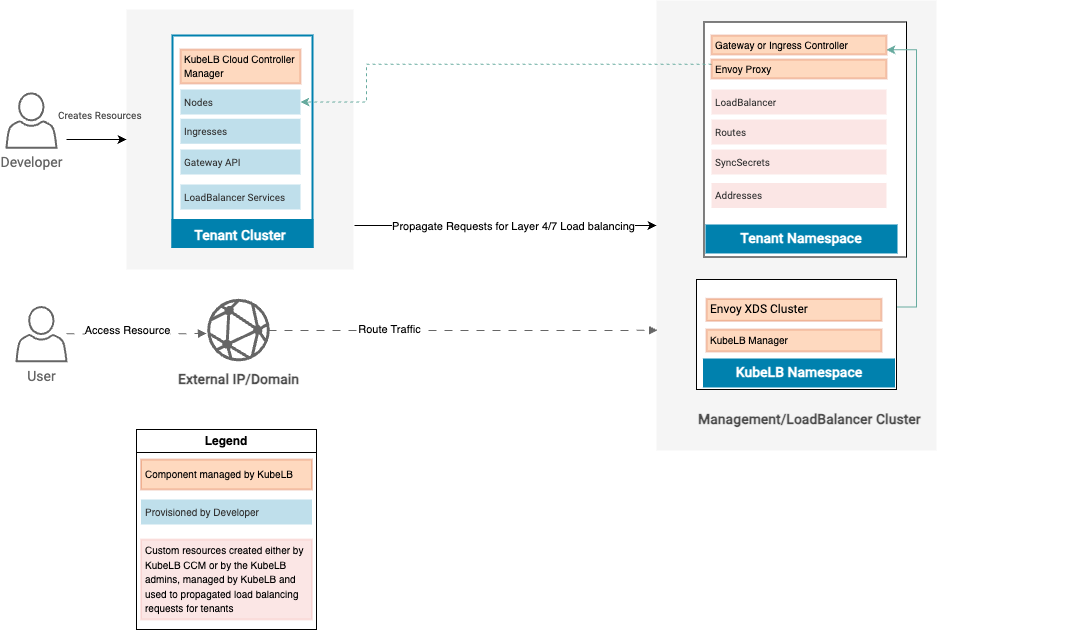 Developer
Creates Resources
KubeLB Cloud Controller
Manager
Nodes
Ingresses
Gateway API
LoadBalancer Services
Tenant Cluster
Propagate Requests for Layer 4/7 Load balancing
Gateway or Ingress Controller
Envoy Proxy
LoadBalancer
Routes
SyncSecrets
Addresses
Tenant Namespace
Envoy XDS Cluster
KubeLB Manager
KubeLB Namespace
Management/LoadBalancer Cluster
User
Access Resource
External IP/Domain
Route Traffic
Legend
Component managed by KubeLB
Provisioned by Developer
Custom resources created either by
KubeLB CCM or by the KubeLB
admins, managed by KubeLB and
used to propagated load balancing
requests for tenants